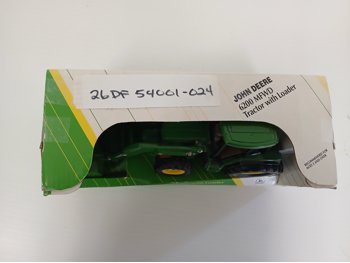 26DF 54001-024
JOHN DEERE
6200 MFWD
Tractor with Loader